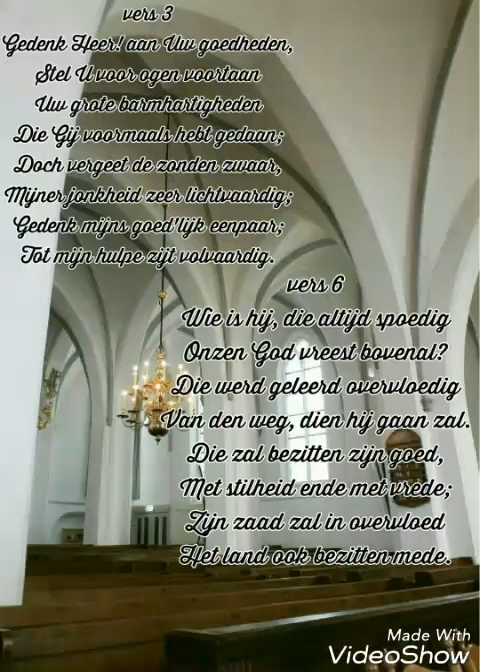 vers 3
Gedenk Heer! aan Uw goedheden,
Stel U voor ogen voortaan
Uw grote barmhartigheden
Die Gij voormaals hebt gedaan;
Doch vergeet de zonden zwaar,
Mijner jonkheid zeer lichtvaardig;
Gedenk mijns goed'lijk eenpaar;
Tot mijn hulpe zijt volvaardig.
vers 6
Wie is hij, die altijd spoedig
Onzen God vreest bovenal?
Die werd geleerd overvloedig
Van den weg, dien hij gaan zal.
Die zal bezitten zijn goed,
Met stilheid ende met vrede;
Zijn zaad zal in overvloed
Het land ook bezitten mede.
Made With
VideoShow